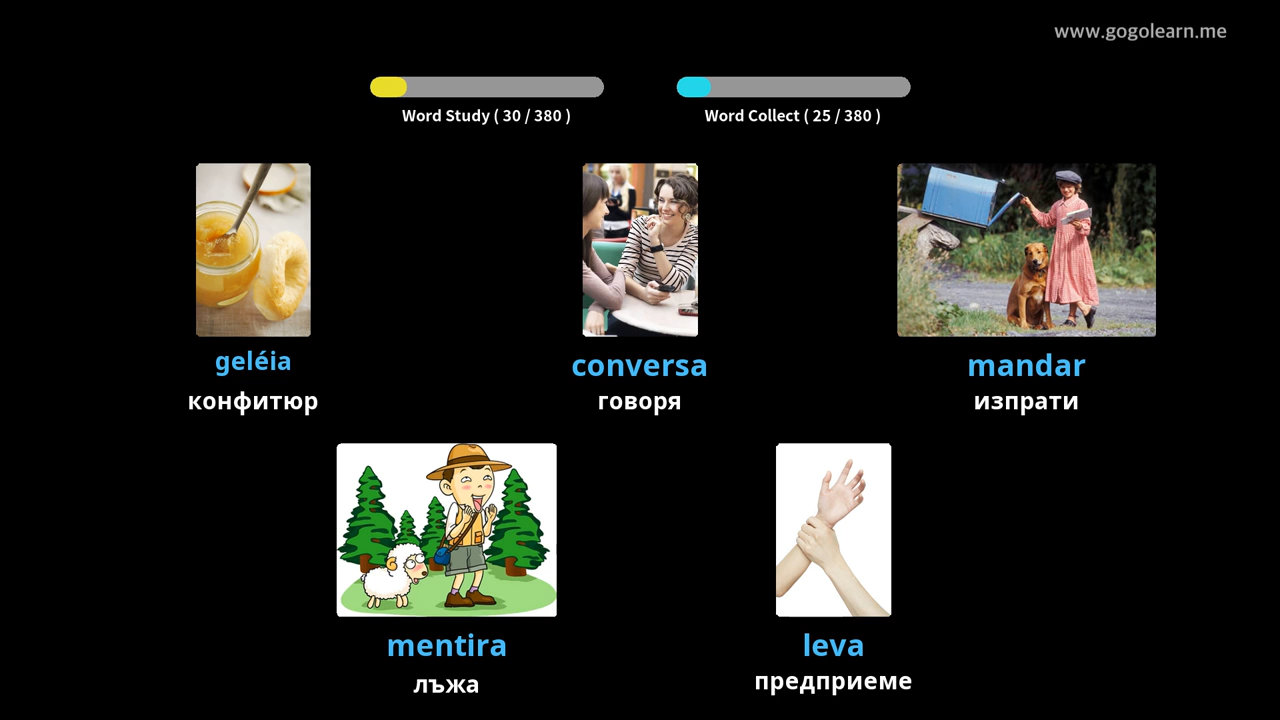 www.gogolearn.me
Word Study ( 30 / 380 )
Word Collect ( 25 / 380 )
geléia
конфитюр
conversa
говоря
mandar
изпрати
mentira
лъжа
leva
предприеме